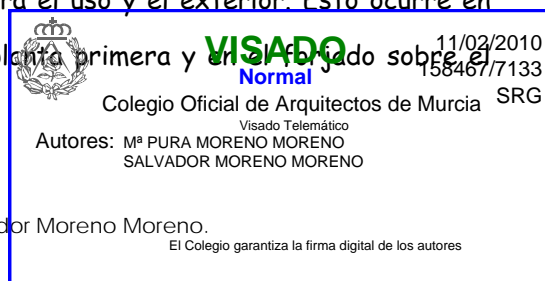 ra el uso y el exterior. Esto ocurre en
planta primera y en el forjado sobre el
VISADO
Normal
11/02/2010
158467/7133
SRG
Colegio Oficial de Arquitectos de Murcia
Visado Telemático
Autores: Mª PURA MORENO MORENO
SALVADOR MORENO MORENO
dor Moreno Moreno.
El Colegio garantiza la firma digital de los autores